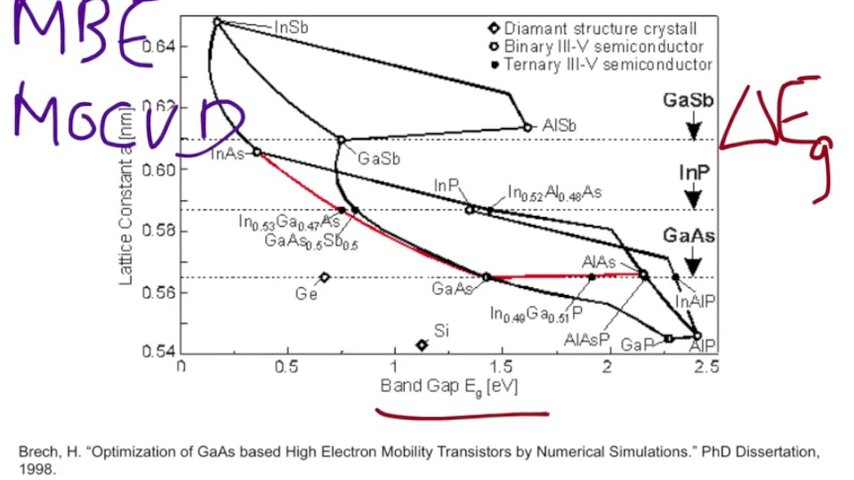 MBE
MOCVD
ΔEg
Diamant structure crystall
Binary III-V semiconductor
Ternary III-V semiconductor
Lattice Constant a [nm]
0.64
0.62
0.60
0.58
0.56
0.54
InSb
AlSb
GaSb
GaSb
InAs
InP
InP
In0.52Al0.48As
In0.53Ga0.47As
GaAs0.5Sb0.5
GaAs
AlAs
Ge
GaAs
InAlP
In0.49Ga0.51P
AlAsP
GaP
AlP
Si
0
0.5
1
1.5
2
2.5
Band Gap Eg [eV]
Brech, H. “Optimization of GaAs based High Electron Mobility Transistors by Numerical Simulations.” PhD Dissertation,
1998.